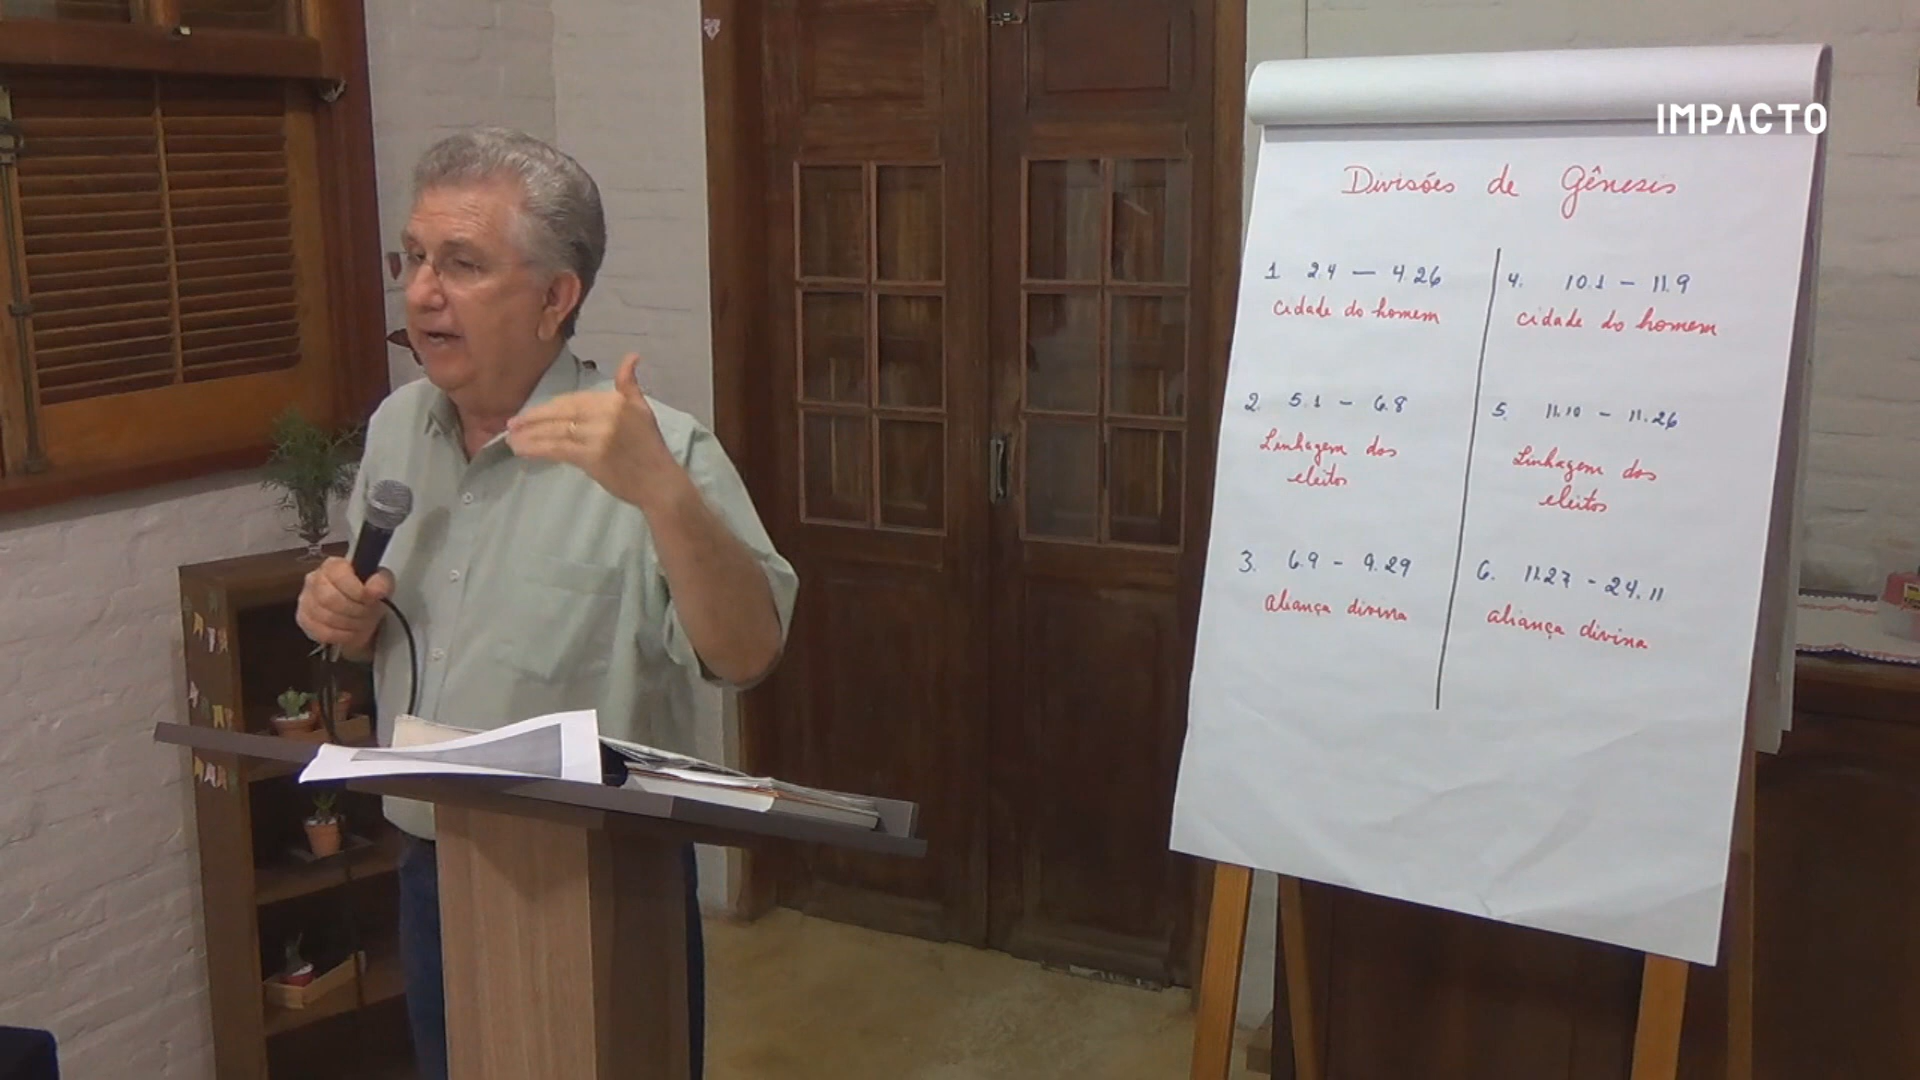 IMPACTO
Divisões de Gênesis
1 2.4 — 4.26
cidade do homem
2. 5.1 - 6.8
Linhagem dos
eleitos
3. 6.9 - 9.29
aliança divina
4. 10.1 - 11.9
cidade do homem
5. 11.10 - 11.26
Linhagem dos
eleitos
6. 11.27 - 24.11
aliança divina